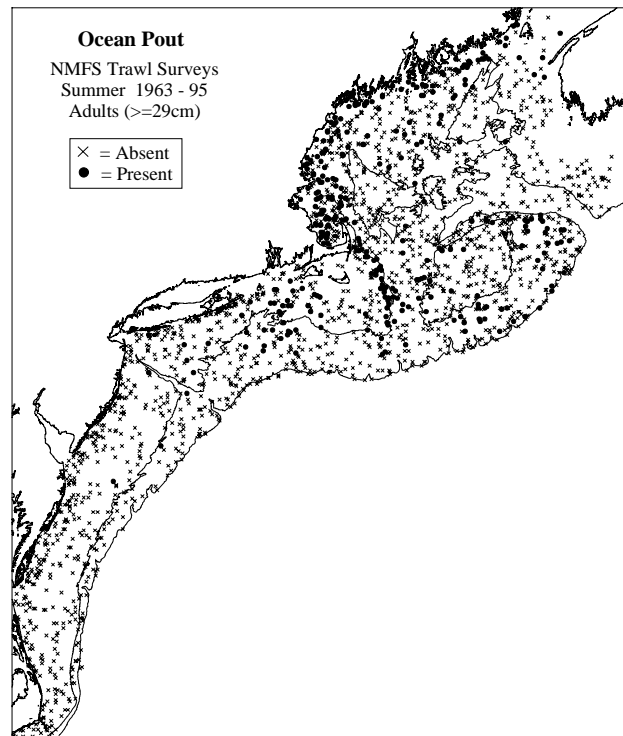 Ocean Pout
NMFS Trawl Surveys
Summer 1963 - 95
Adults (>=29cm)
× = Absent
● = Present